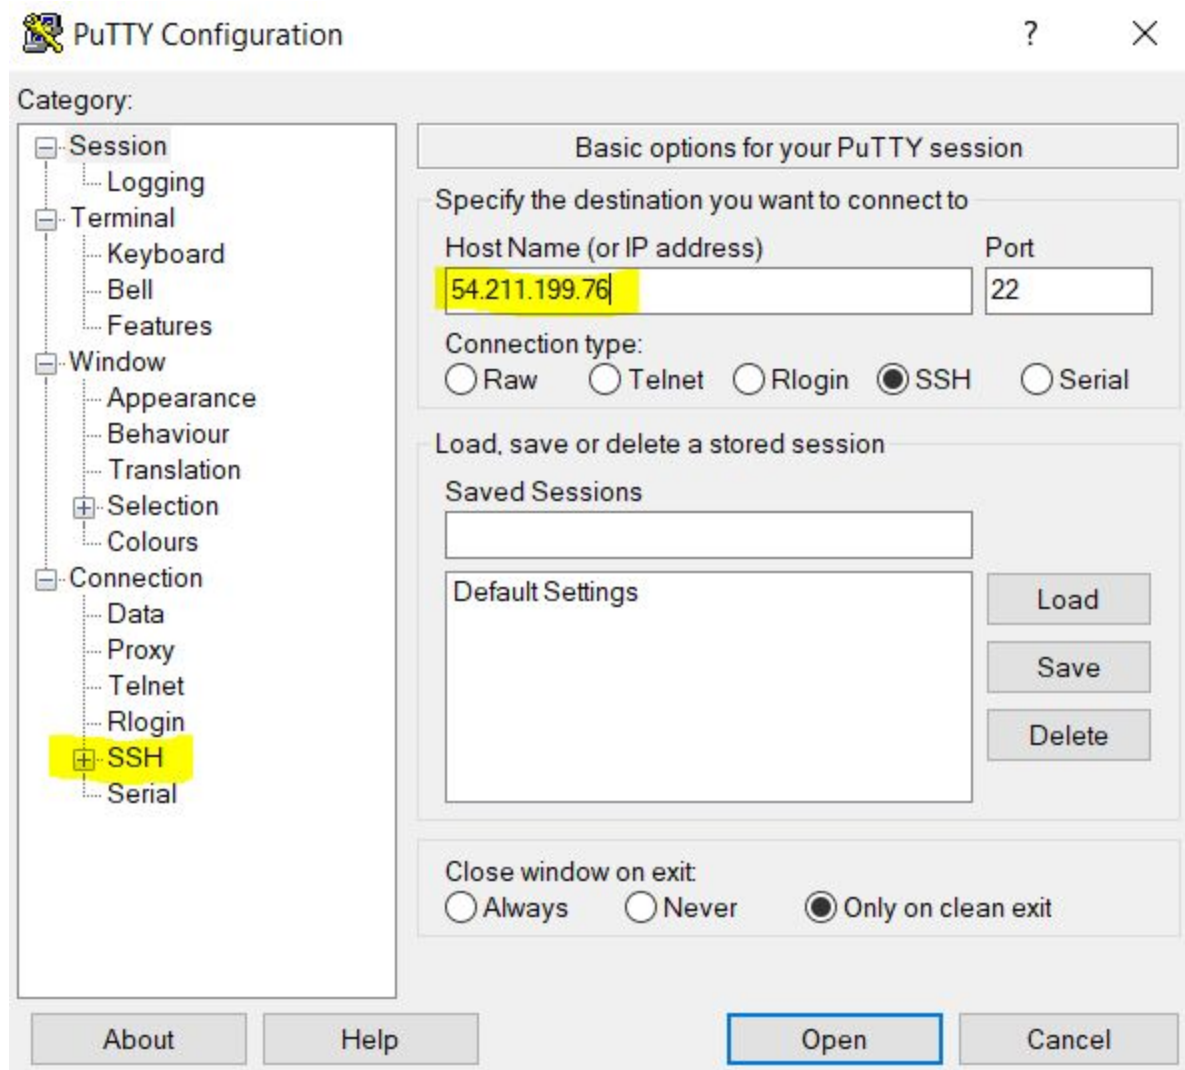 PuTTY Configuration
?
Category:
Session
Logging
Terminal
Keyboard
Bell
Features
Window
Appearance
Behaviour
Translation
Selection
Colours
Connection
Data
Proxy
Telnet
Rlogin
SSH
Serial
Basic options for your PuTTY session
Specify the destination you want to connect to
Host Name (or IP address) Port
54.211.199.76 22
Connection type:
Raw Telnet Rlogin SSH Serial
Load, save or delete a stored session
Saved Sessions
Default Settings
Load
Save
Delete
Close window on exit:
Always Never Only on clean exit
About Help Open Cancel